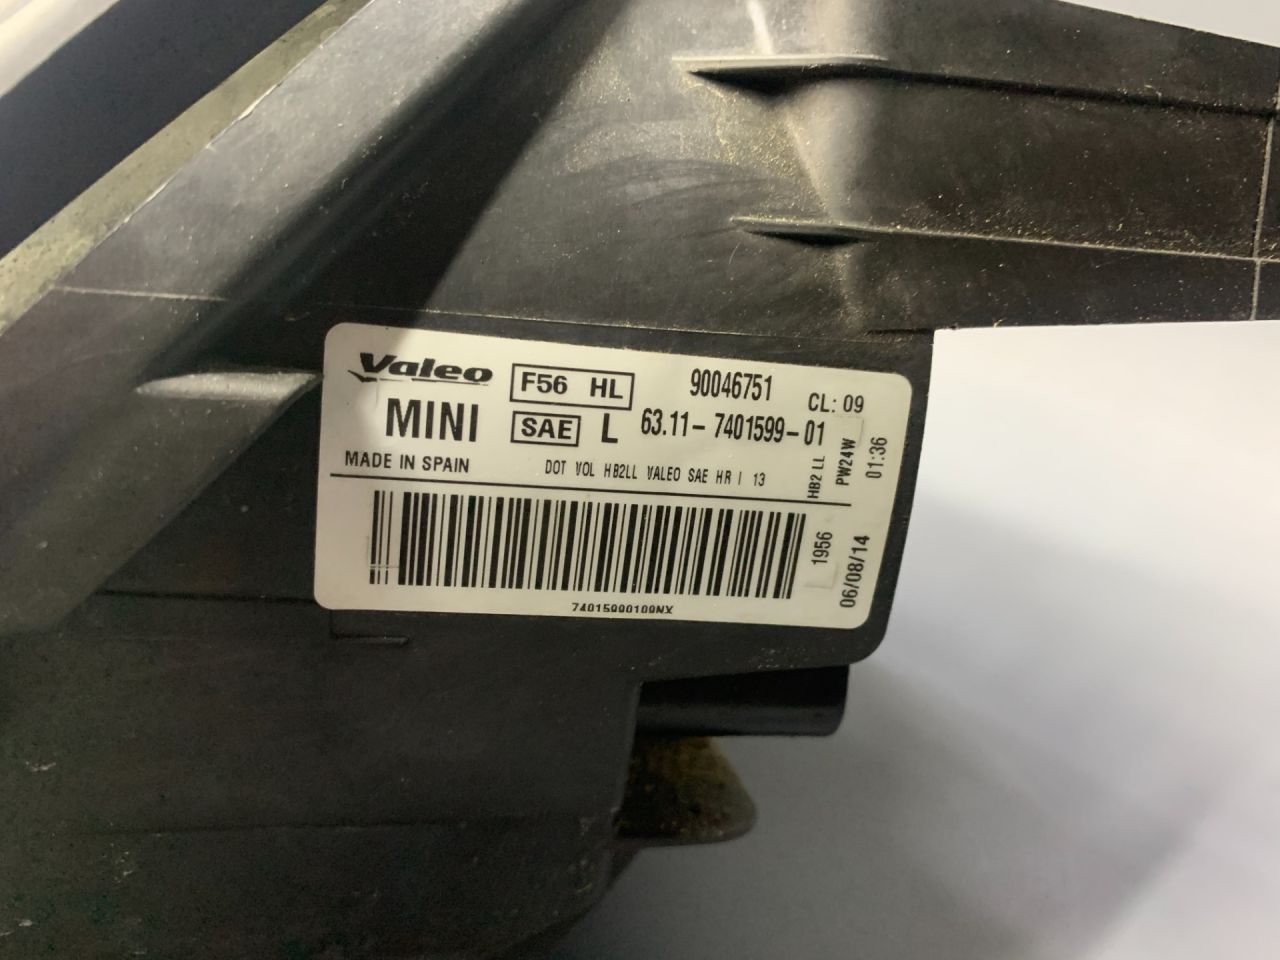 Valeo F56 HL 90046751 CL: 09
MINI SAE L 63.11- 7401599-01
MADE IN SPAIN DOT VOL HB2LL VALEO SAE HR I 13
HB2 LL
PW24W
01:36
1956
06/08/14
74015990109NX